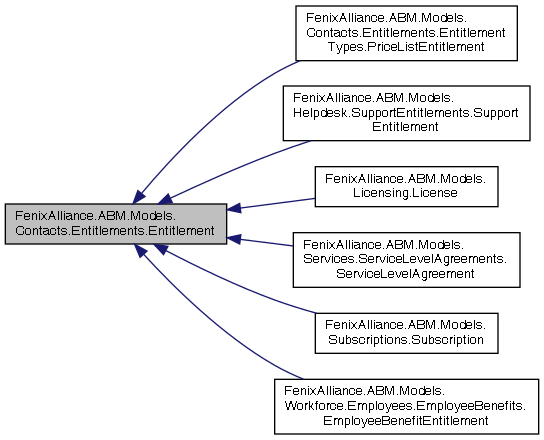 FenixAlliance.ABM.Models.
Contacts.Entitlements.Entitlement
Types.PriceListEntitlement
FenixAlliance.ABM.Models.
Helpdesk.SupportEntitlements.Support
Entitlement
FenixAlliance.ABM.Models.
Licensing.License
FenixAlliance.ABM.Models.
Contacts.Entitlements.Entitlement
FenixAlliance.ABM.Models.
Services.ServiceLevelAgreements.
ServiceLevelAgreement
FenixAlliance.ABM.Models.
Subscriptions.Subscription
FenixAlliance.ABM.Models.
Workforce.Employees.EmployeeBenefits.
EmployeeBenefitEntitlement